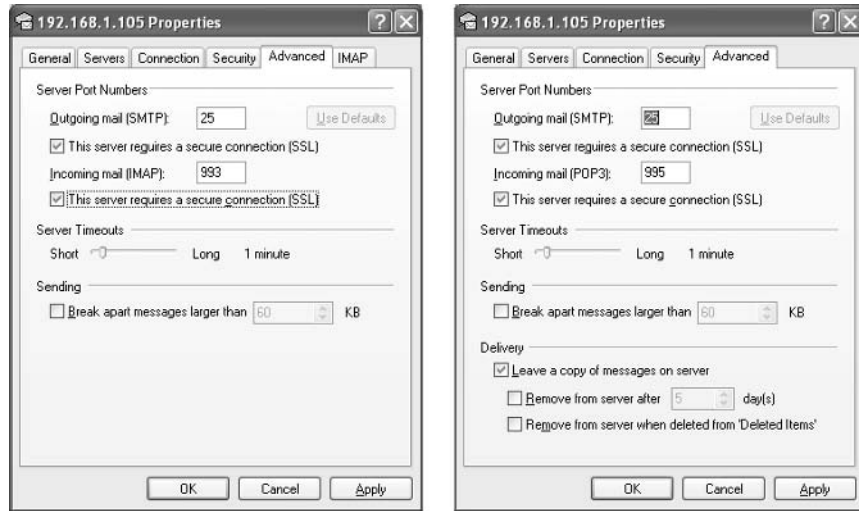 192.168.1.105 Properties
General Servers Connection Security Advanced IMAP
Server Port Numbers
Outgoing mail (SMTP): 25 Use Defaults
This server requires a secure connection (SSL)
Incoming mail (IMAP): 993
This server requires a secure connection (SSL)
Server Timeouts
Short Long 1 minute
Sending
Break apart messages larger than 60 KB
OK Cancel Apply
192.168.1.105 Properties
General Servers Connection Security Advanced
Server Port Numbers
Outgoing mail (SMTP): 25 Use Defaults
This server requires a secure connection (SSL)
Incoming mail (POP3): 995
This server requires a secure connection (SSL)
Server Timeouts
Short Long 1 minute
Sending
Break apart messages larger than 60 KB
Delivery
Leave a copy of messages on server
Remove from server after 5 day(s)
Remove from server when deleted from 'Deleted Items'
OK Cancel Apply